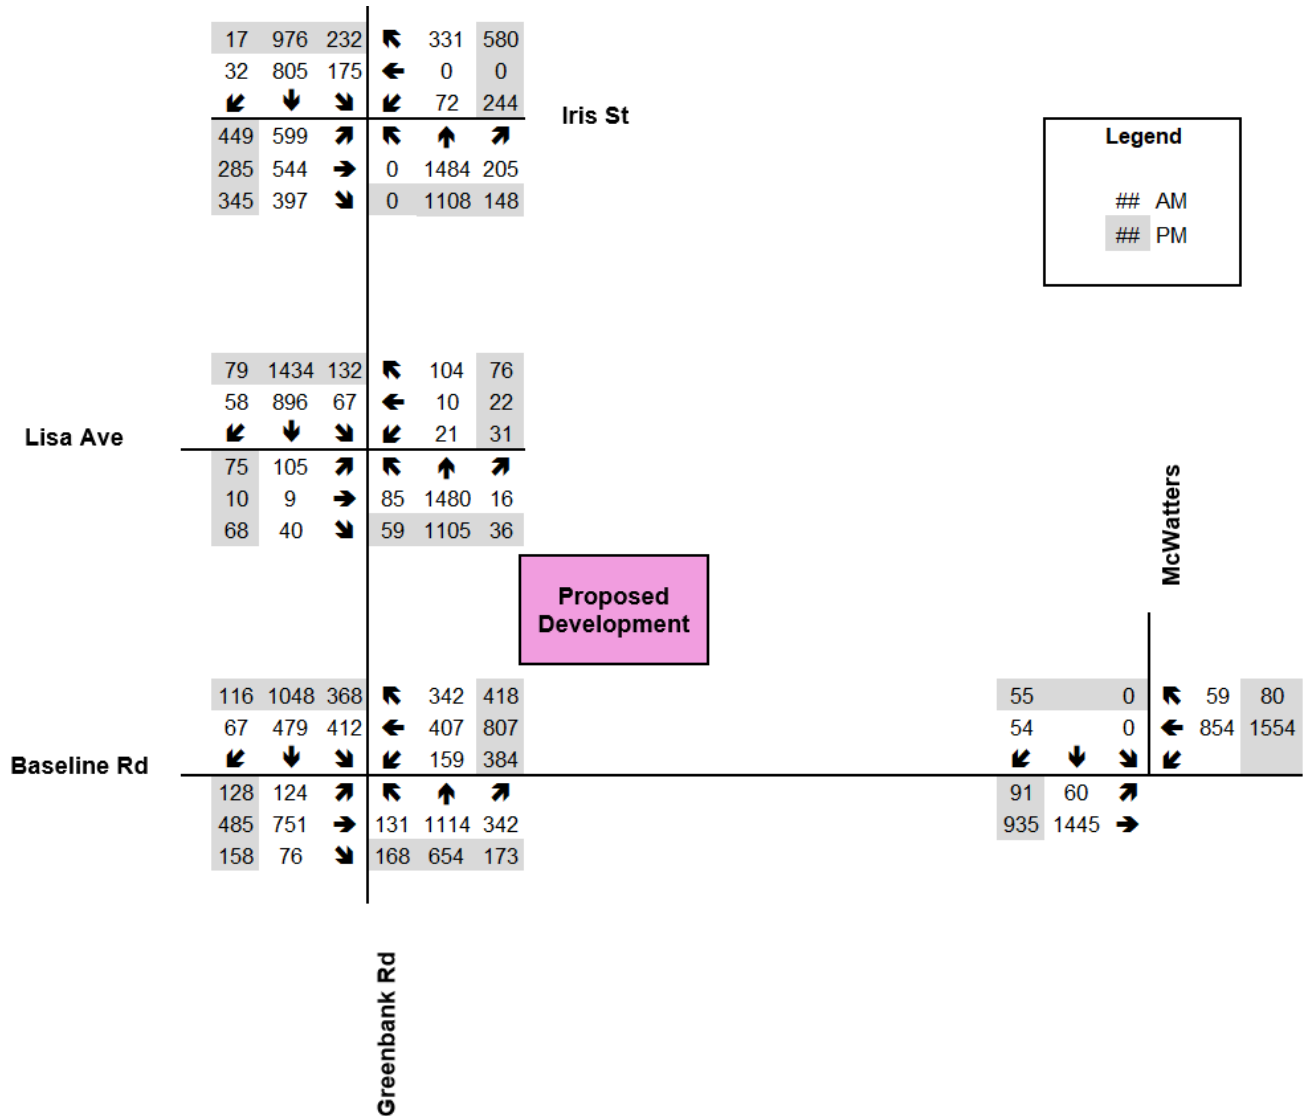 17 976 232 331 580
32 805 175 0 0
72 244
Iris St
449 599
285 544 0 1484 205
345 397 0 1108 148
Legend
## AM
## PM
79 1434 132 104 76
58 896 67 10 22
21 31
Lisa Ave
75 105
10 9 85 1480 16
68 40 59 1105 36
McWatters
Proposed
Development
116 1048 368 342 418
67 479 412 407 807
159 384
Baseline Rd
128 124
485 751 131 1114 342
158 76 168 654 173
55 0 59 80
54 0 854 1554
91 60
935 1445
Greenbank Rd